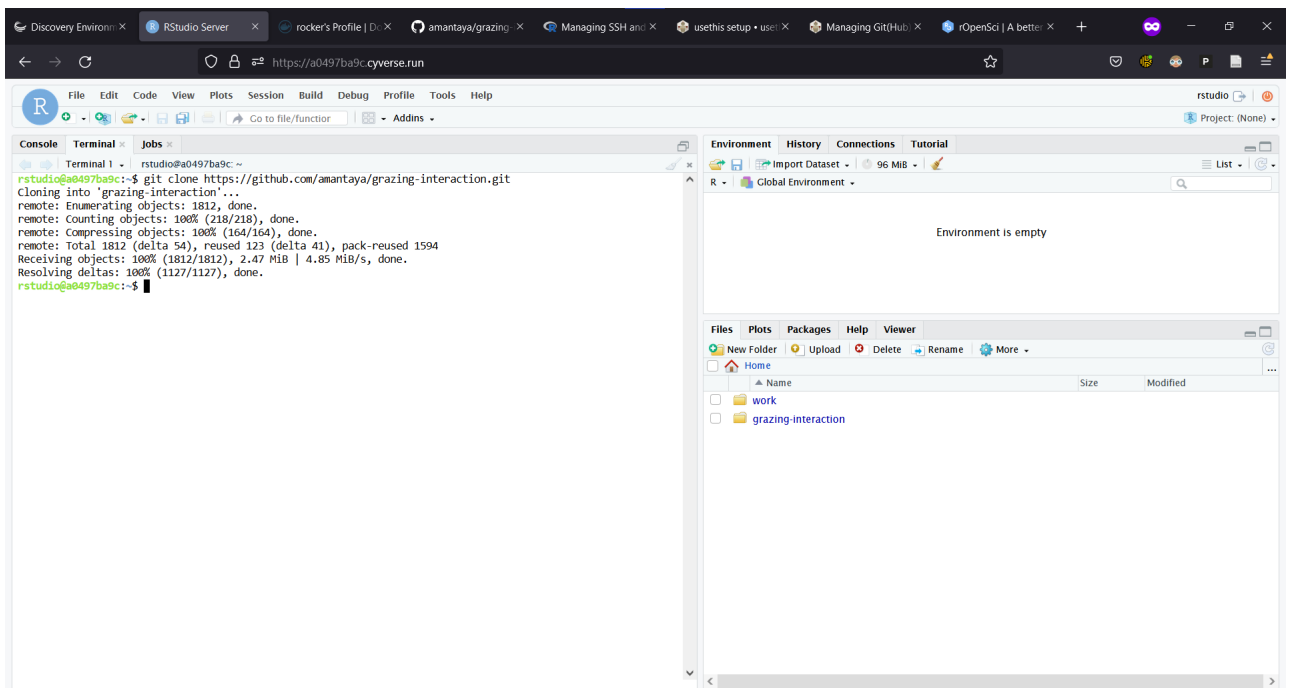 Discovery Environm
RStudio Server
rocker's Profile | Do
amantaya/grazing-
Managing SSH and
usethis setup • uset
Managing Git(Hub)
rOpenSci | A better
https://a0497ba9c.cyverse.run
P
R
File Edit Code View Plots Session Build Debug Profile Tools Help
rstudio
Go to file/function
Addins
R Project: (None)
Console Terminal Jobs
Terminal 1 rstudio@a0497ba9c: ~
rstudio@a0497ba9c:~$ git clone https://github.com/amantaya/grazing-interaction.git
Cloning into 'grazing-interaction'...
remote: Enumerating objects: 1812, done.
remote: Counting objects: 100% (218/218), done.
remote: Compressing objects: 100% (164/164), done.
remote: Total 1812 (delta 54), reused 123 (delta 41), pack-reused 1594
Receiving objects: 100% (1812/1812), 2.47 MiB | 4.85 MiB/s, done.
Resolving deltas: 100% (1127/1127), done.
rstudio@a0497ba9c:~$
Environment History Connections Tutorial
Import Dataset 96 MiB List
R Global Environment
Environment is empty
Files Plots Packages Help Viewer
New Folder Upload Delete Rename More
Home ...
Name Size Modified
work
grazing-interaction